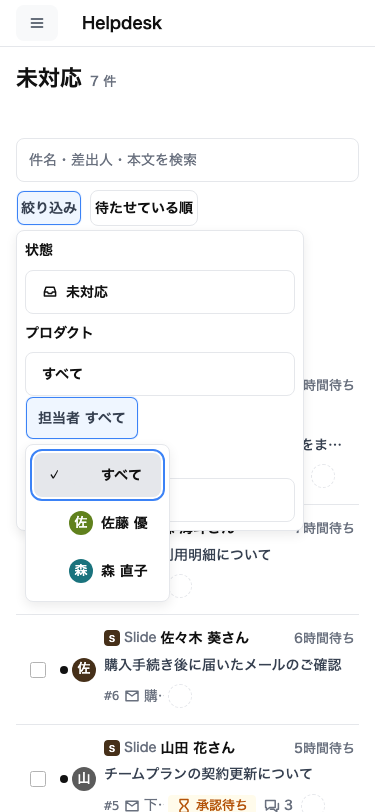 Helpdesk
未対応 7 件
件名・差出人・本文を検索
絞り込み 待たせている順
状態
未対応
プロダクト
すべて
時間待ち
担当者 すべて
をま…
✓ すべて
佐 佐藤 優
時間待ち
利用明細について
森 森 直子
S Slide 佐々木 葵さん 6時間待ち
佐 購入手続き後に届いたメールのご確認
#6 購·
S Slide 山田 花さん 5時間待ち
山 チームプランの契約更新について
#5 下· 承認待ち 3